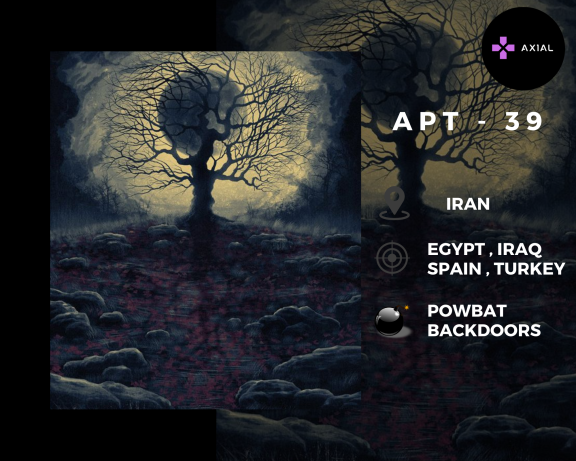 AXIAL
APT - 39
IRAN
EGYPT , IRAQ
SPAIN , TURKEY
POWBAT
BACKDOORS